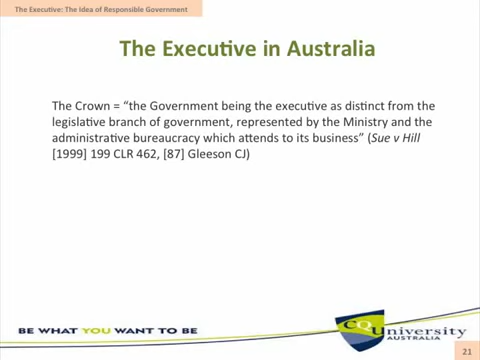 The Executive: The Idea of Responsible Government
The Executive in Australia
The Crown = “the Government being the executive as distinct from the
legislative branch of government, represented by the Ministry and the
administrative bureaucracy which attends to its business” (Sue v Hill
[1999] 199 CLR 462, [87] Gleeson CJ)
BE WHAT YOU WANT TO BE
CQUniversity
AUSTRALIA
21